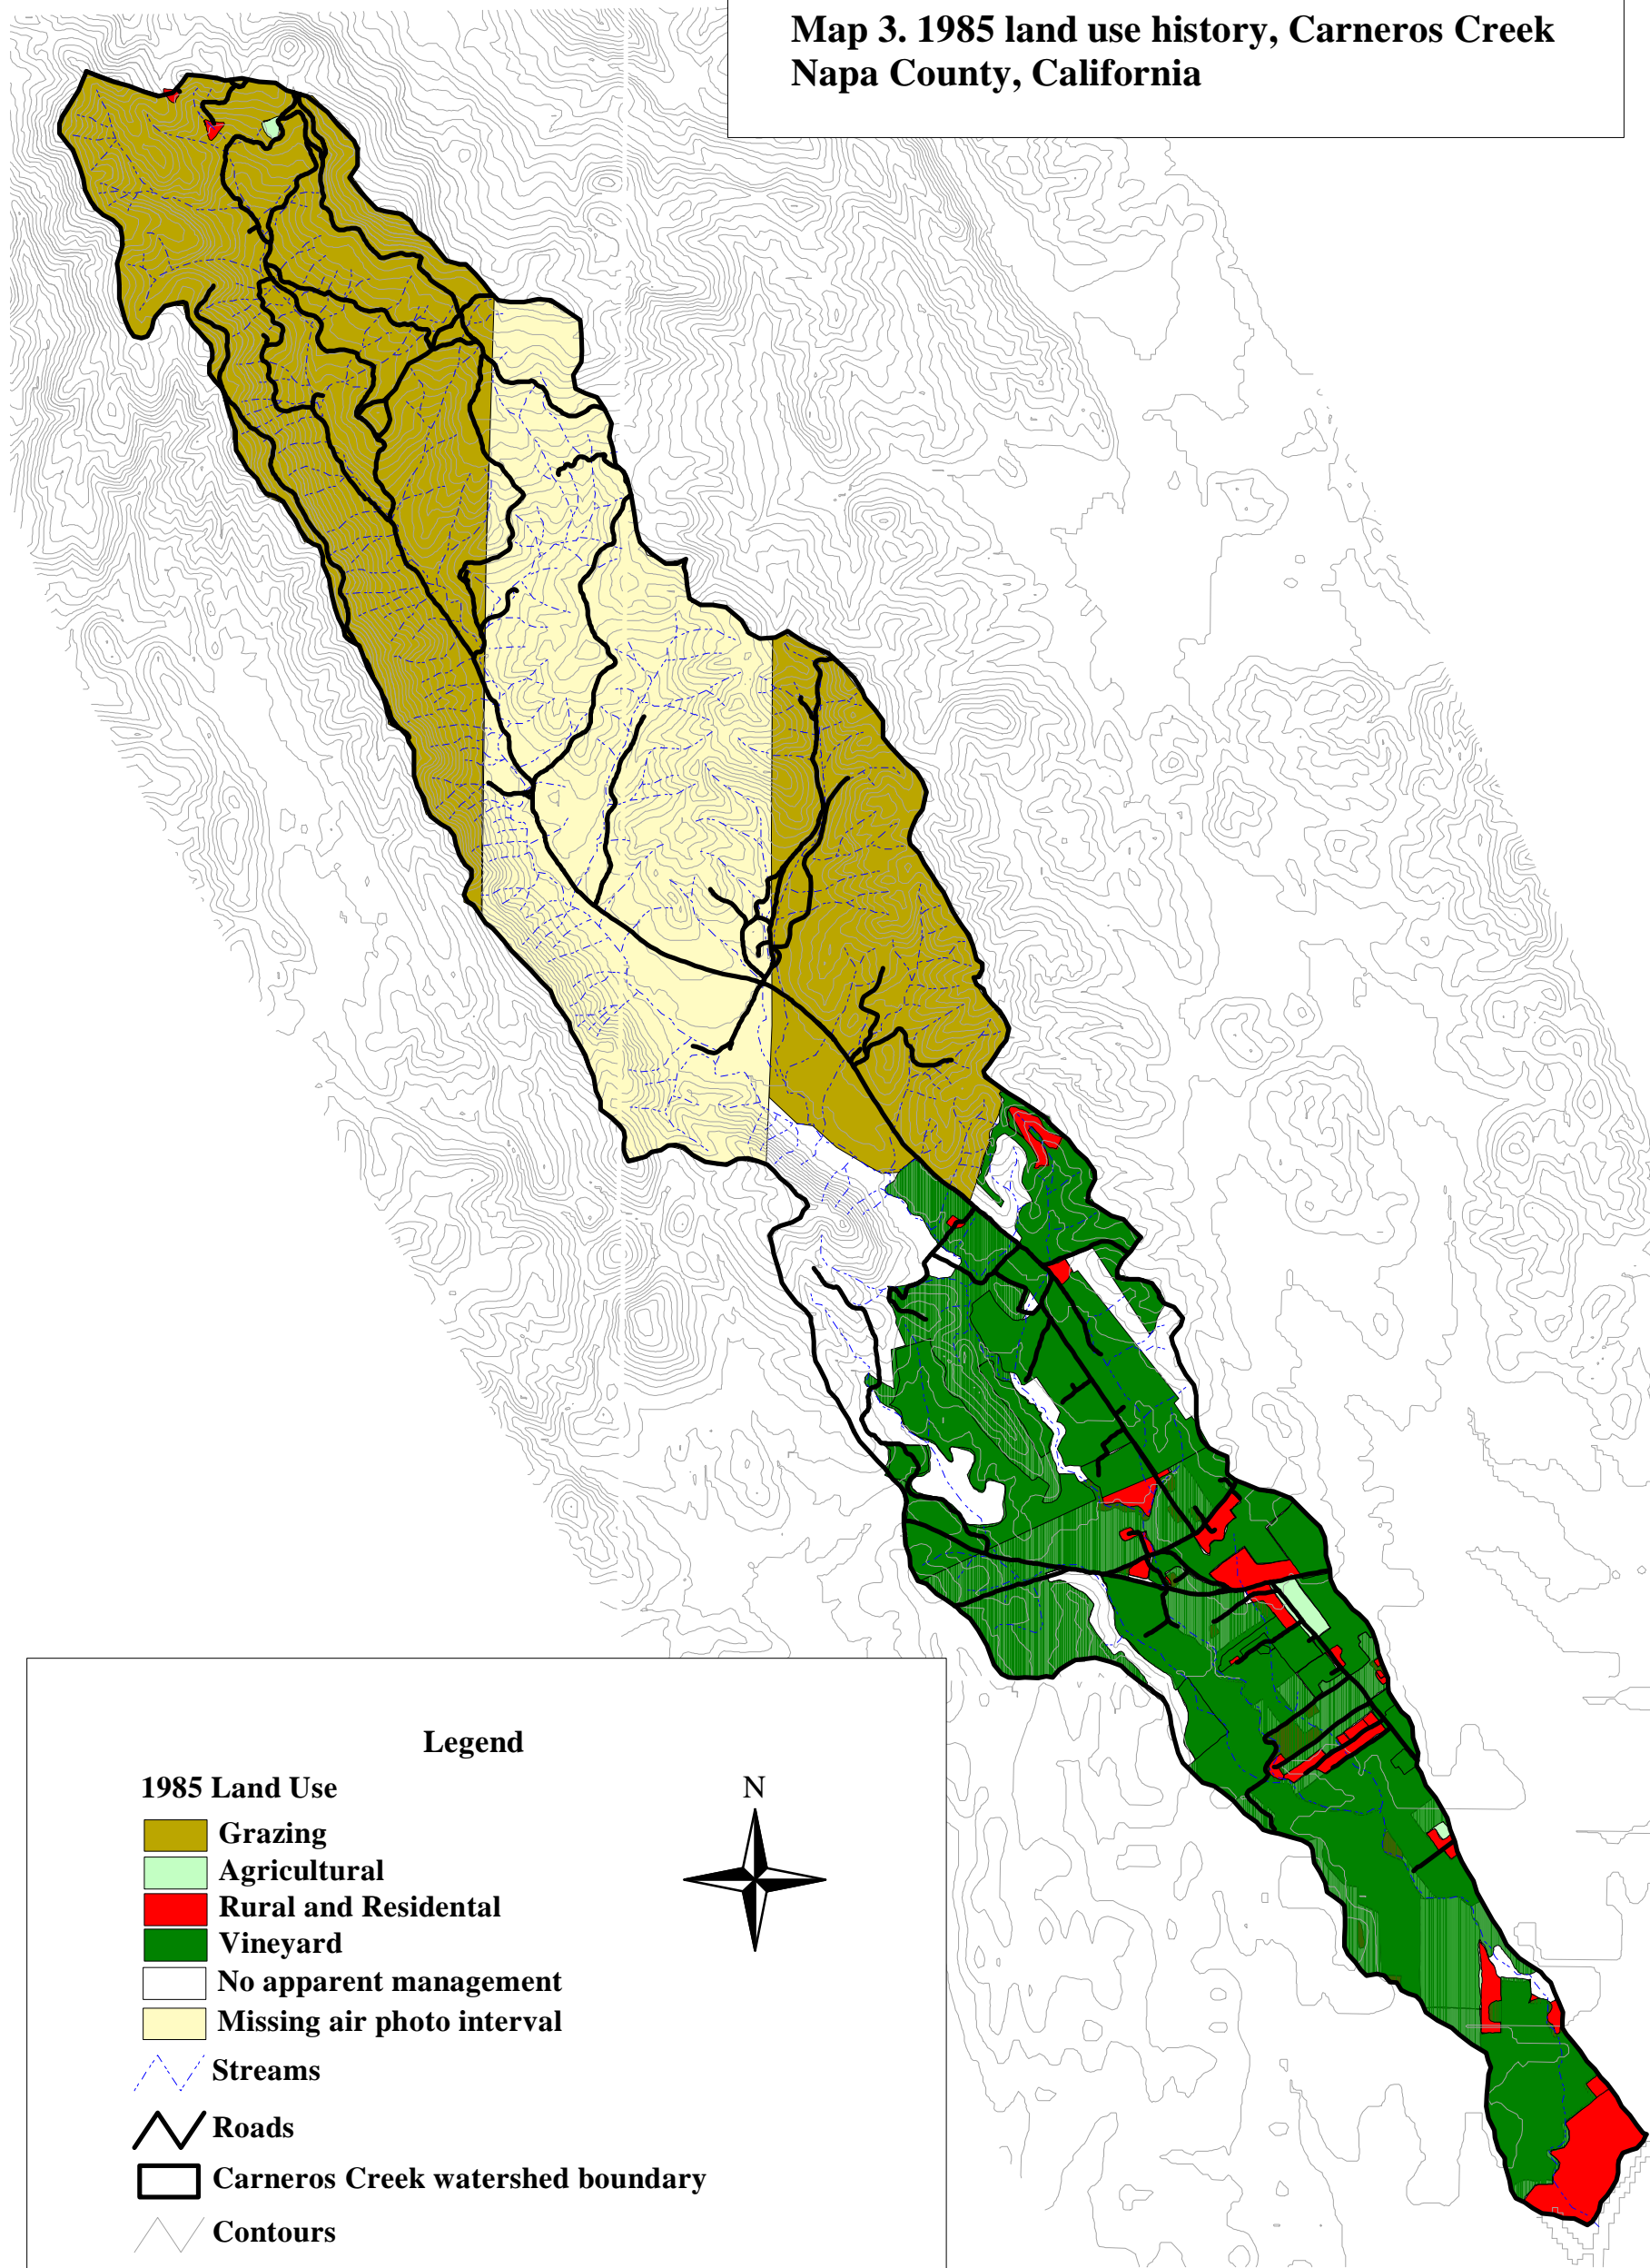 Map 3. 1985 land use history, Carneros Creek
Napa County, California
Legend
1985 Land Use
N
Grazing
Agricultural
Rural and Residental
Vineyard
No apparent management
Missing air photo interval
Streams
Roads
Carneros Creek watershed boundary
Contours